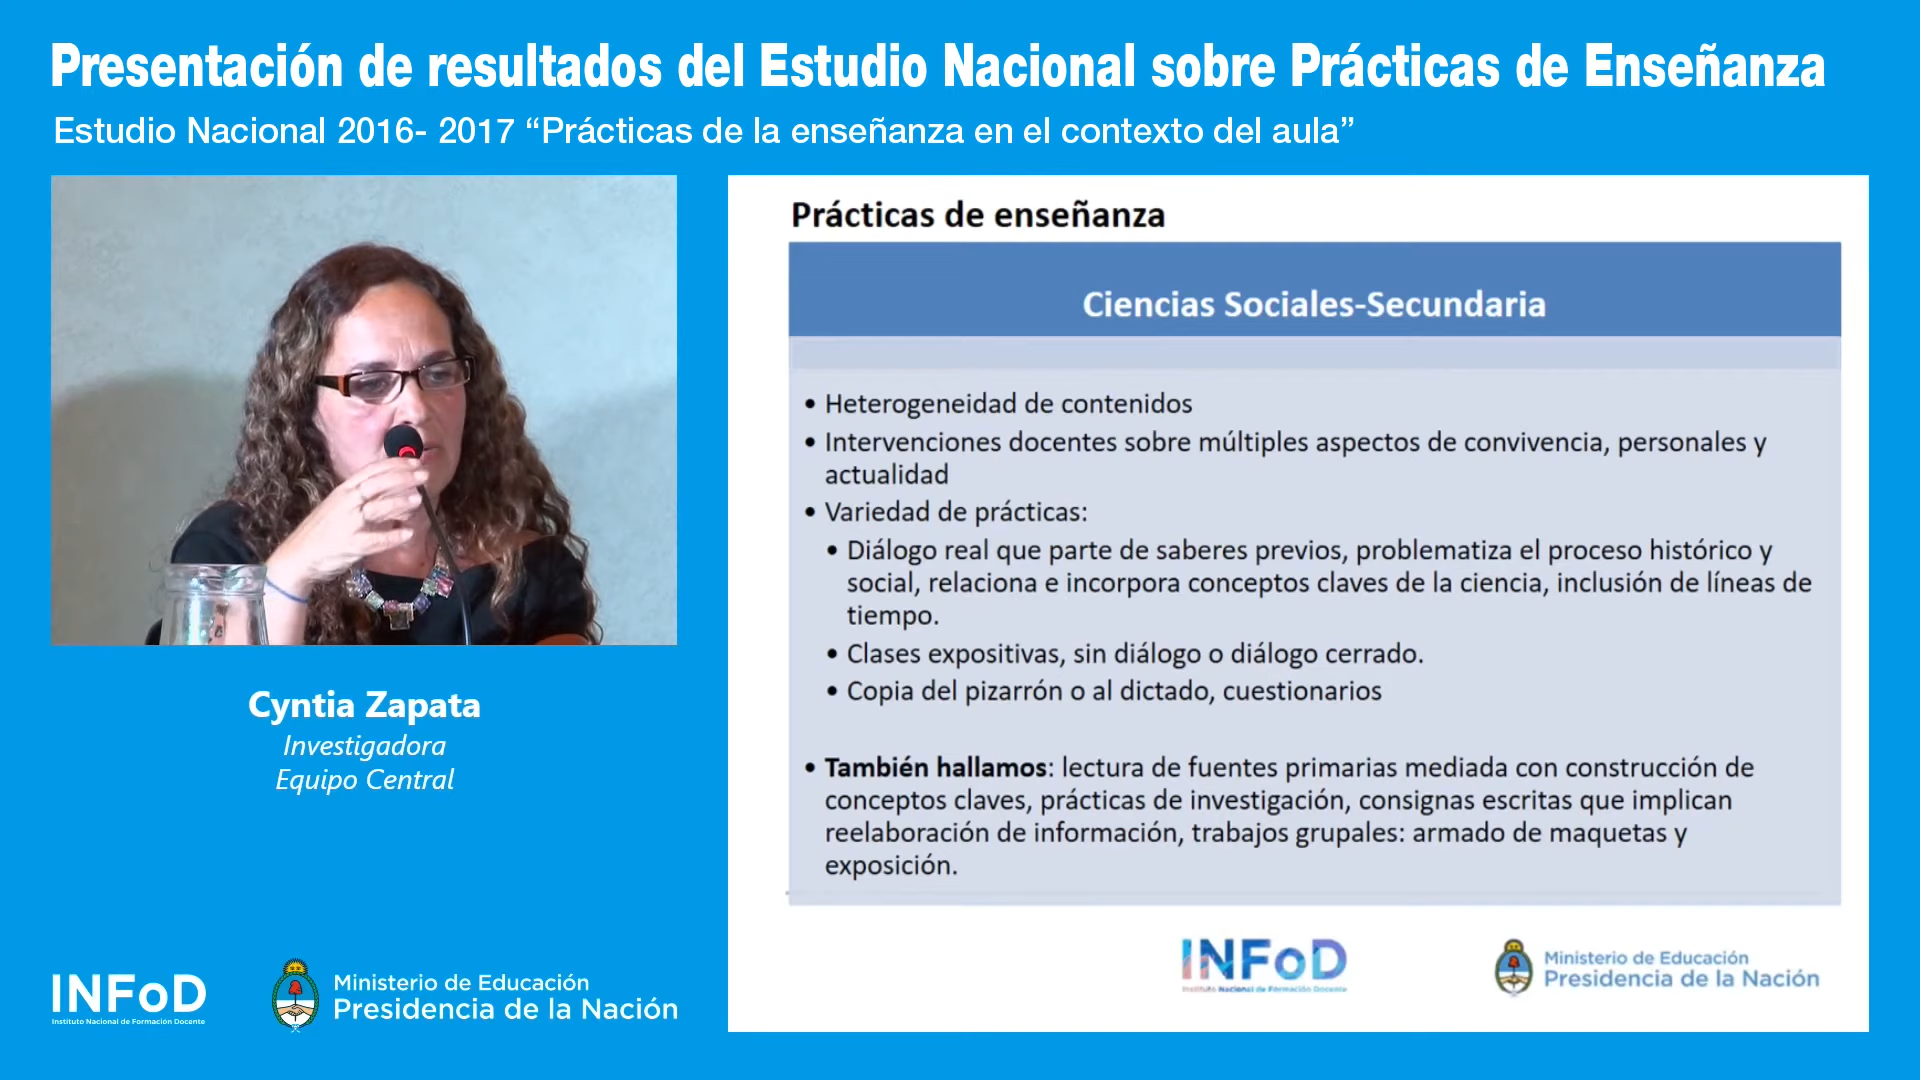 Presentación de resultados del Estudio Nacional sobre Prácticas de Enseñanza
Estudio Nacional 2016- 2017 “Prácticas de la enseñanza en el contexto del aula”
Cyntia Zapata
Investigadora
Equipo Central
INFoD
Instituto Nacional de Formación Docente
Ministerio de Educación
Presidencia de la Nación
Prácticas de enseñanza
Ciencias Sociales-Secundaria
• Heterogeneidad de contenidos
• Intervenciones docentes sobre múltiples aspectos de convivencia, personales y
actualidad
• Variedad de prácticas:
• Diálogo real que parte de saberes previos, problematiza el proceso histórico y
social, relaciona e incorpora conceptos claves de la ciencia, inclusión de líneas de
tiempo.
• Clases expositivas, sin diálogo o diálogo cerrado.
• Copia del pizarrón o al dictado, cuestionarios
• También hallamos: lectura de fuentes primarias mediada con construcción de
conceptos claves, prácticas de investigación, consignas escritas que implican
reelaboración de información, trabajos grupales: armado de maquetas y
exposición.
INFoD
Instituto Nacional de Formación Docente
Ministerio de Educación
Presidencia de la Nación